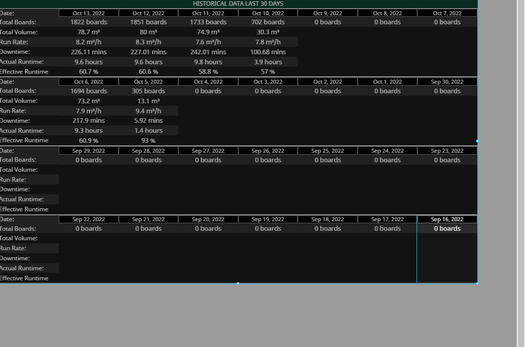 HISTORICAL DATA LAST 30 DAYS
Date: Oct 13, 2022 Oct 12, 2022 Oct 11, 2022 Oct 10, 2022 Oct 9, 2022 Oct 8, 2022 Oct 7, 2022
Total Boards: 1822 boards 1851 boards 1733 boards 702 boards 0 boards 0 boards 0 boards
Total Volume: 78.7 m³ 80 m³ 74.9 m³ 30.3 m³
Run Rate: 8.2 m³/h 8.3 m³/h 7.6 m³/h 7.8 m³/h
Downtime: 226.11 mins 227.01 mins 242.01 mins 100.68 mins
Actual Runtime: 9.6 hours 9.6 hours 9.8 hours 3.9 hours
Effective Runtime 60.7 % 60.6 % 58.8 % 57 %
Date: Oct 6, 2022 Oct 5, 2022 Oct 4, 2022 Oct 3, 2022 Oct 2, 2022 Oct 1, 2022 Sep 30, 2022
Total Boards: 1694 boards 305 boards 0 boards 0 boards 0 boards 0 boards 0 boards
Total Volume: 73.2 m³ 13.1 m³
Run Rate: 7.9 m³/h 9.4 m³/h
Downtime: 217.9 mins 5.92 mins
Actual Runtime: 9.3 hours 1.4 hours
Effective Runtime 60.9 % 93 %
Date: Sep 29, 2022 Sep 28, 2022 Sep 27, 2022 Sep 26, 2022 Sep 25, 2022 Sep 24, 2022 Sep 23, 2022
Total Boards: 0 boards 0 boards 0 boards 0 boards 0 boards 0 boards 0 boards
Total Volume:
Run Rate:
Downtime:
Actual Runtime:
Effective Runtime
Date: Sep 22, 2022 Sep 21, 2022 Sep 20, 2022 Sep 19, 2022 Sep 18, 2022 Sep 17, 2022 Sep 16, 2022
Total Boards: 0 boards 0 boards 0 boards 0 boards 0 boards 0 boards 0 boards
Total Volume:
Run Rate:
Downtime:
Actual Runtime:
Effective Runtime